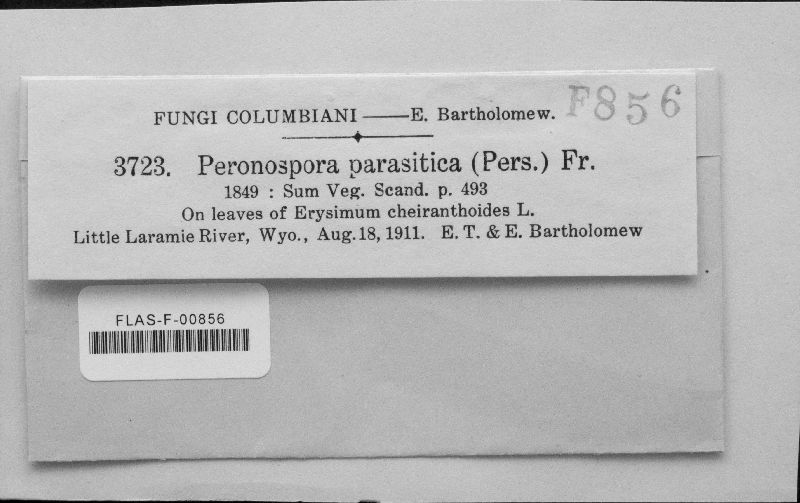 FUNGI COLUMBIANI —— E. Bartholomew.
F856
3723. Peronospora parasitica (Pers.) Fr.
1849 : Sum Veg. Scand. p. 493
On leaves of Erysimum cheiranthoides L.
Little Laramie River, Wyo., Aug. 18, 1911. E. T. & E. Bartholomew
FLAS-F-00856